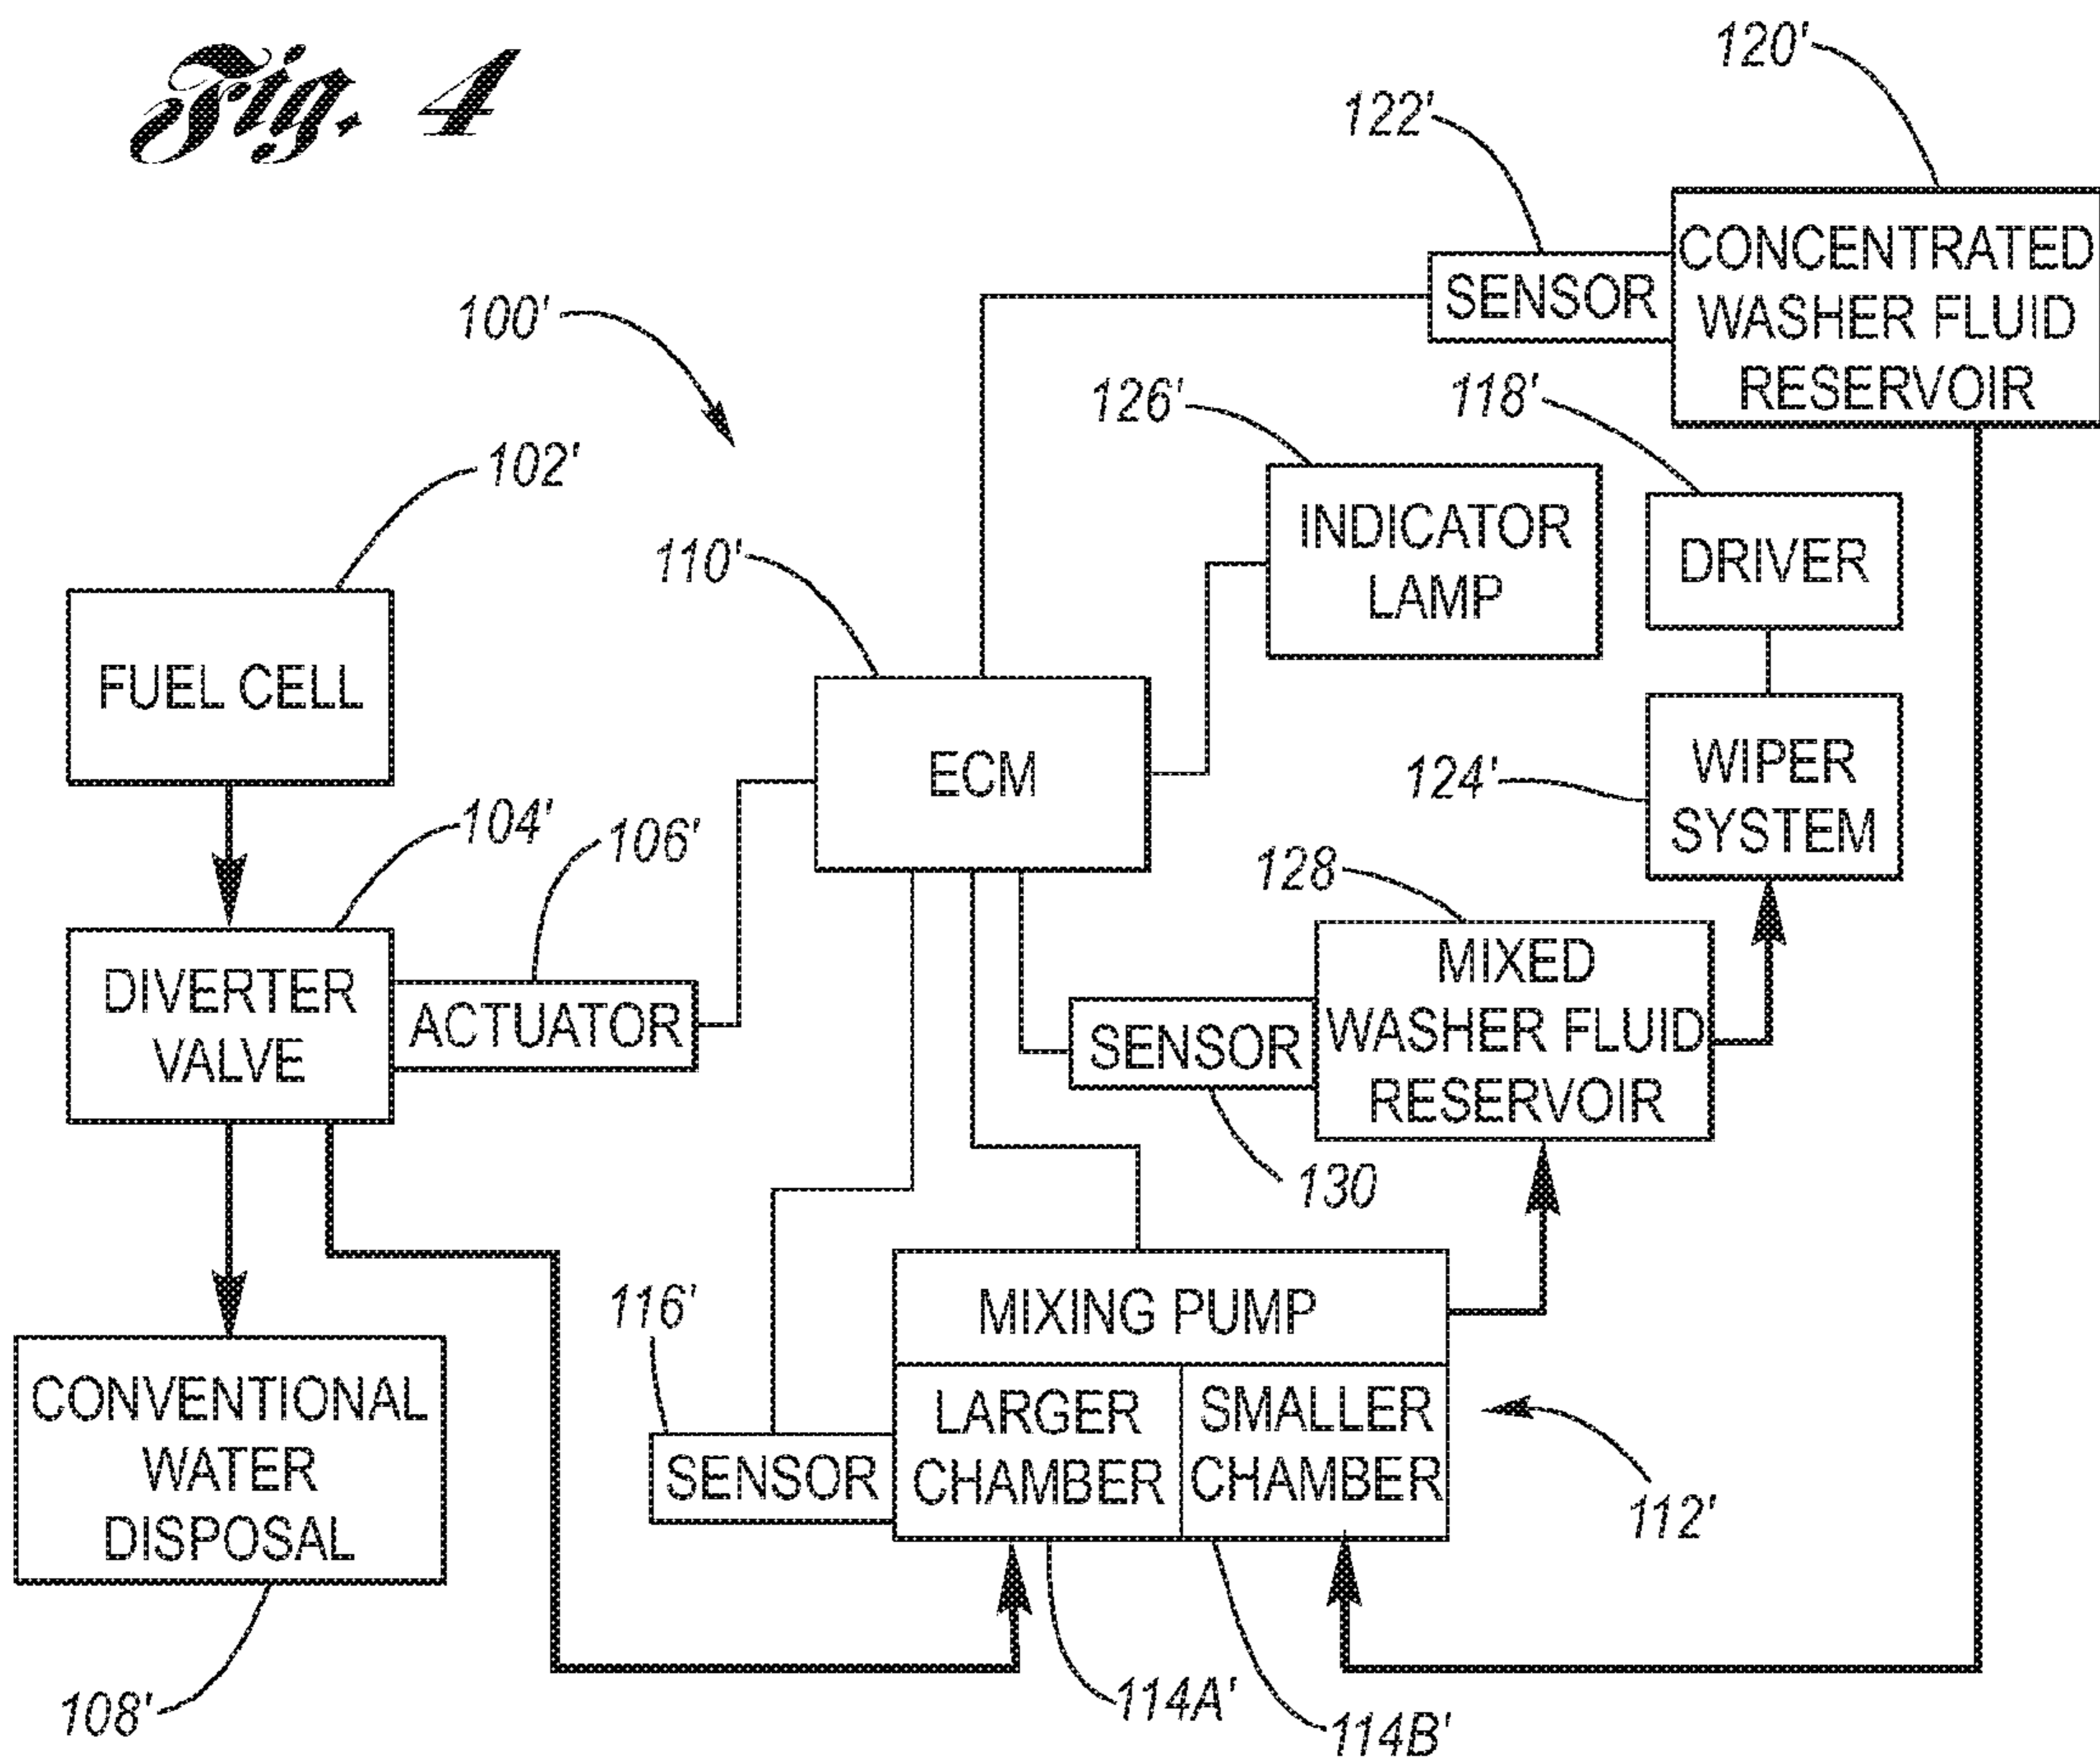 Fig. 4
120'
122'
CONCENTRATED
WASHER FLUID
RESERVOIR
SENSOR
100'
126'
118'
102'
INDICATOR
LAMP
DRIVER
110'
FUEL CELL
ECM
124'
WIPER
SYSTEM
104'
106'
128
DIVERTER
VALVE
ACTUATOR
MIXED
WASHER FLUID
RESERVOIR
SENSOR
130
116'
MIXING PUMP
CONVENTIONAL
WATER
DISPOSAL
SENSOR
LARGER
CHAMBER
SMALLER
CHAMBER
112'
108'
114A'
114B'